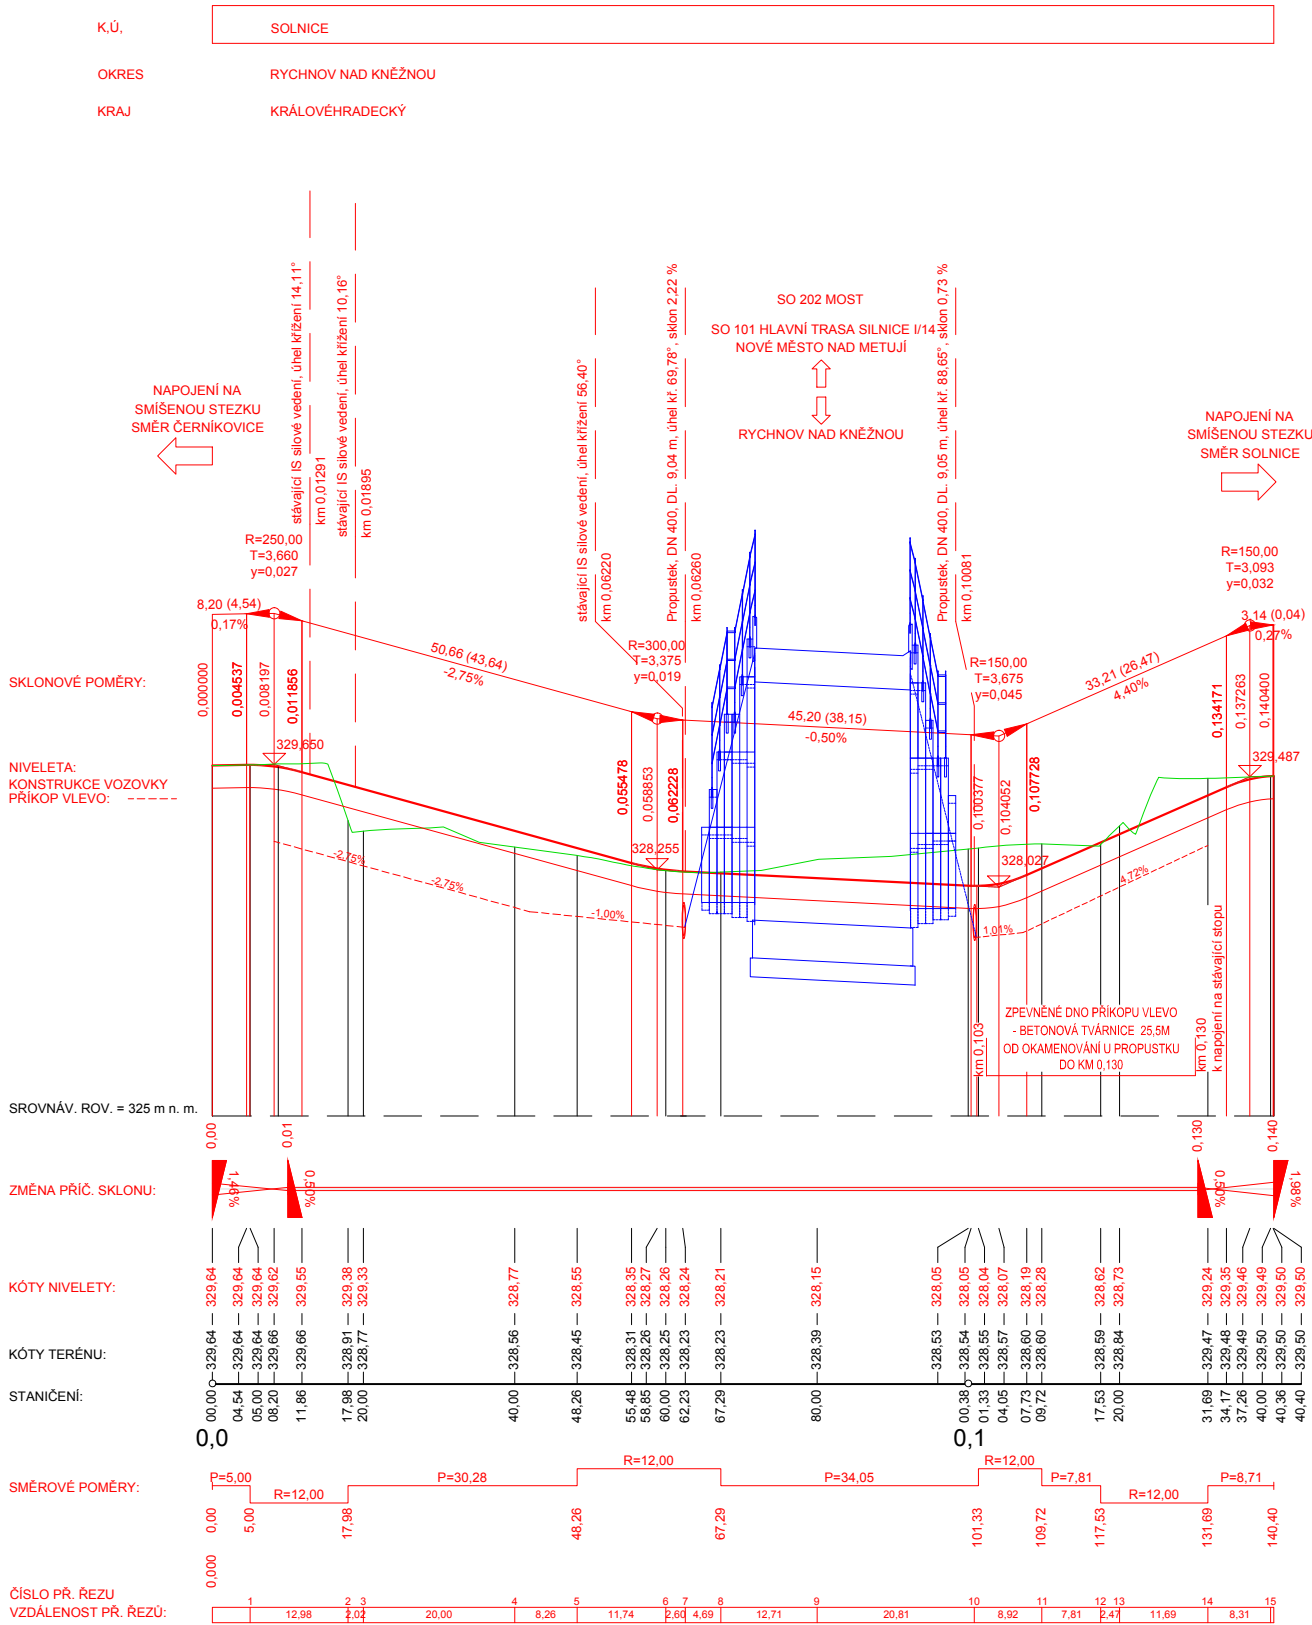 K,Ú,
SOLNICE
OKRES
RYCHNOV NAD KNĚŽNOU
KRAJ
KRÁLOVÉHRADECKÝ
NAPOJENÍ NA
SMÍŠENOU STEZKU
SMĚR ČERNÍKOVICE
stávající IS silové vedení, úhel křížení 14,11°
km 0,01291
stávající IS silové vedení, úhel křížení 10,16°
km 0,01895
stávající IS silové vedení, úhel křížení 56,40°
km 0,06220
Propustek, DN 400, DL. 9,04 m, úhel kř. 69,78°, sklon 2,22 %
km 0,06260
SO 202 MOST
SO 101 HLAVNÍ TRASA SILNICE I/14
NOVÉ MĚSTO NAD METUJÍ
RYCHNOV NAD KNĚŽNOU
Propustek, DN 400, DL. 9,05 m, úhel kř. 88,65°, sklon 0,73 %
km 0,10081
NAPOJENÍ NA
SMÍŠENOU STEZKU
SMĚR SOLNICE
R=250,00
T=3,660
y=0,027
R=300,00
T=3,375
y=0,019
R=150,00
T=3,675
y=0,045
R=150,00
T=3,093
y=0,032
8,20 (4,54)
0,17%
50,66 (43,64)
-2,75%
45,20 (38,15)
-0,50%
33,21 (26,47)
4,40%
3,14 (0,04)
0,27%
SKLONOVÉ POMĚRY:
0,000000
0,004537
0,008197
0,011856
0,055478
0,058853
0,062228
0,100377
0,104052
0,107728
0,134171
0,137263
0,140400
329,650
328,255
328,027
329,487
NIVELETA:
KONSTRUKCE VOZOVKY
PŘÍKOP VLEVO:
-2,75%
-2,75%
-1,00%
1,01%
4,72%
km 0,103
ZPEVNĚNÉ DNO PŘÍKOPU VLEVO
- BETONOVÁ TVÁRNICE 25,5M
OD OKAMENOVÁNÍ U PROPUSTKU
DO KM 0,130
km 0,130
k napojení na stávající stopu
SROVNÁV. ROV. = 325 m n. m.
0,00
0,01
0,130
0,140
ZMĚNA PŘÍČ. SKLONU:
1,46%
0,50%
0,50%
1,98%
KÓTY NIVELETY:
329,64 329,64 329,64 329,62 329,55 329,38 329,33 328,77 328,55 328,35 328,27 328,26 328,24 328,21 328,15 328,05 328,05 328,04 328,07 328,19 328,28 328,62 328,73 329,24 329,35 329,46 329,49 329,50 329,50
KÓTY TERÉNU:
329,64 329,64 329,64 329,66 329,66 328,91 328,77 328,56 328,45 328,31 328,26 328,25 328,23 328,23 328,39 328,53 328,54 328,55 328,57 328,60 328,60 328,59 328,84 329,47 329,48 329,49 329,50 329,50 329,50
STANIČENÍ:
00,00 04,54 05,00 08,20 11,86 17,98 20,00 40,00 48,26 55,48 58,85 60,00 62,23 67,29 80,00 00,38 01,33 04,05 07,73 09,72 17,53 20,00 31,69 34,17 37,26 40,00 40,36 40,40
0,0
0,1
SMĚROVÉ POMĚRY:
P=5,00
R=12,00
P=30,28
R=12,00
P=34,05
R=12,00
P=7,81
R=12,00
P=8,71
0,00 5,00 17,98 48,26 67,29 101,33 109,72 117,53 131,69 140,40
0,000
ČÍSLO PŘ. ŘEZU
1 2 3 4 5 6 7 8 9 10 11 12 13 14 15
VZDÁLENOST PŘ. ŘEZŮ:
12,98 2,02 20,00 8,26 11,74 2,60 4,69 12,71 20,81 8,92 7,81 2,47 11,69 8,31